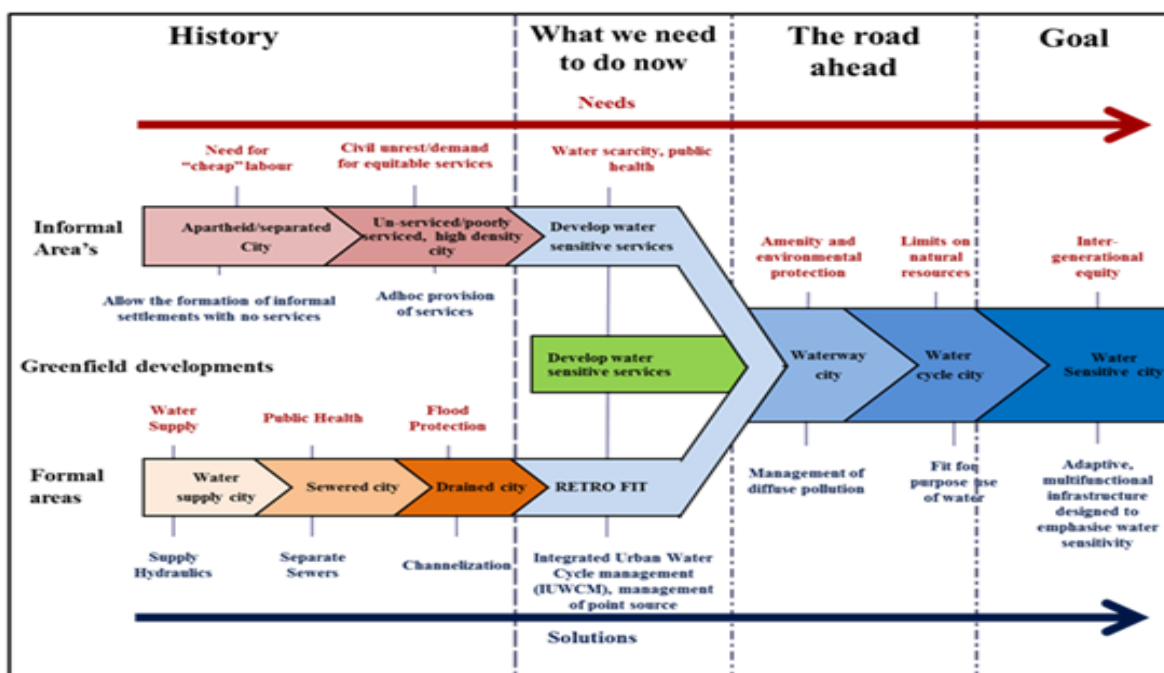 History
What we need
to do now
The road
ahead
Goal
Needs
Need for
"cheap" labour
Civil unrest/demand
for equitable services
Water scarcity, public
health
Informal
Area's
Apartheid/separated
City
Un-serviced/poorly
serviced, high density
city
Develop water
sensitive services
Amenity and
environmental
protection
Limits on
natural
resources
Inter-
generational
equity
Allow the formation of informal
settlements with no services
Adhoc provision
of services
Greenfield developments
Develop water
sensitive services
Waterway
city
Water
cycle city
Water
Sensitive city
Water
Supply
Public Health
Flood
Protection
Formal
areas
Water
supply city
Sewered city
Drained city
RETRO FIT
Management of
diffuse pollution
Fit for
purpose use
of water
Adaptive,
multifunctional
infrastructure
designed to
emphasise water
sensitivity
Supply
Hydraulics
Separate
Sewers
Channelization
Integrated Urban Water
Cycle management
(IUWCM), management
of point source
Solutions